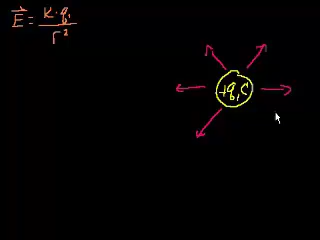 E⃗ = K·q₁ / r²
+q₁ C